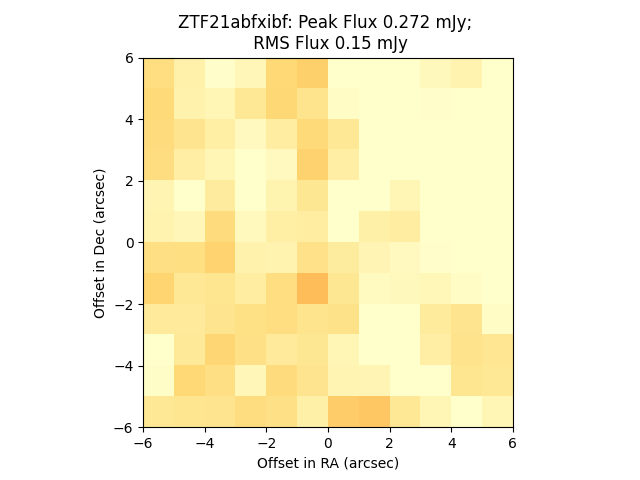 ZTF21abfxibf: Peak Flux 0.272 mJy;
RMS Flux 0.15 mJy
6
4
2
0
−2
−4
−6
Offset in Dec (arcsec)
−6 −4 −2 0 2 4 6
Offset in RA (arcsec)